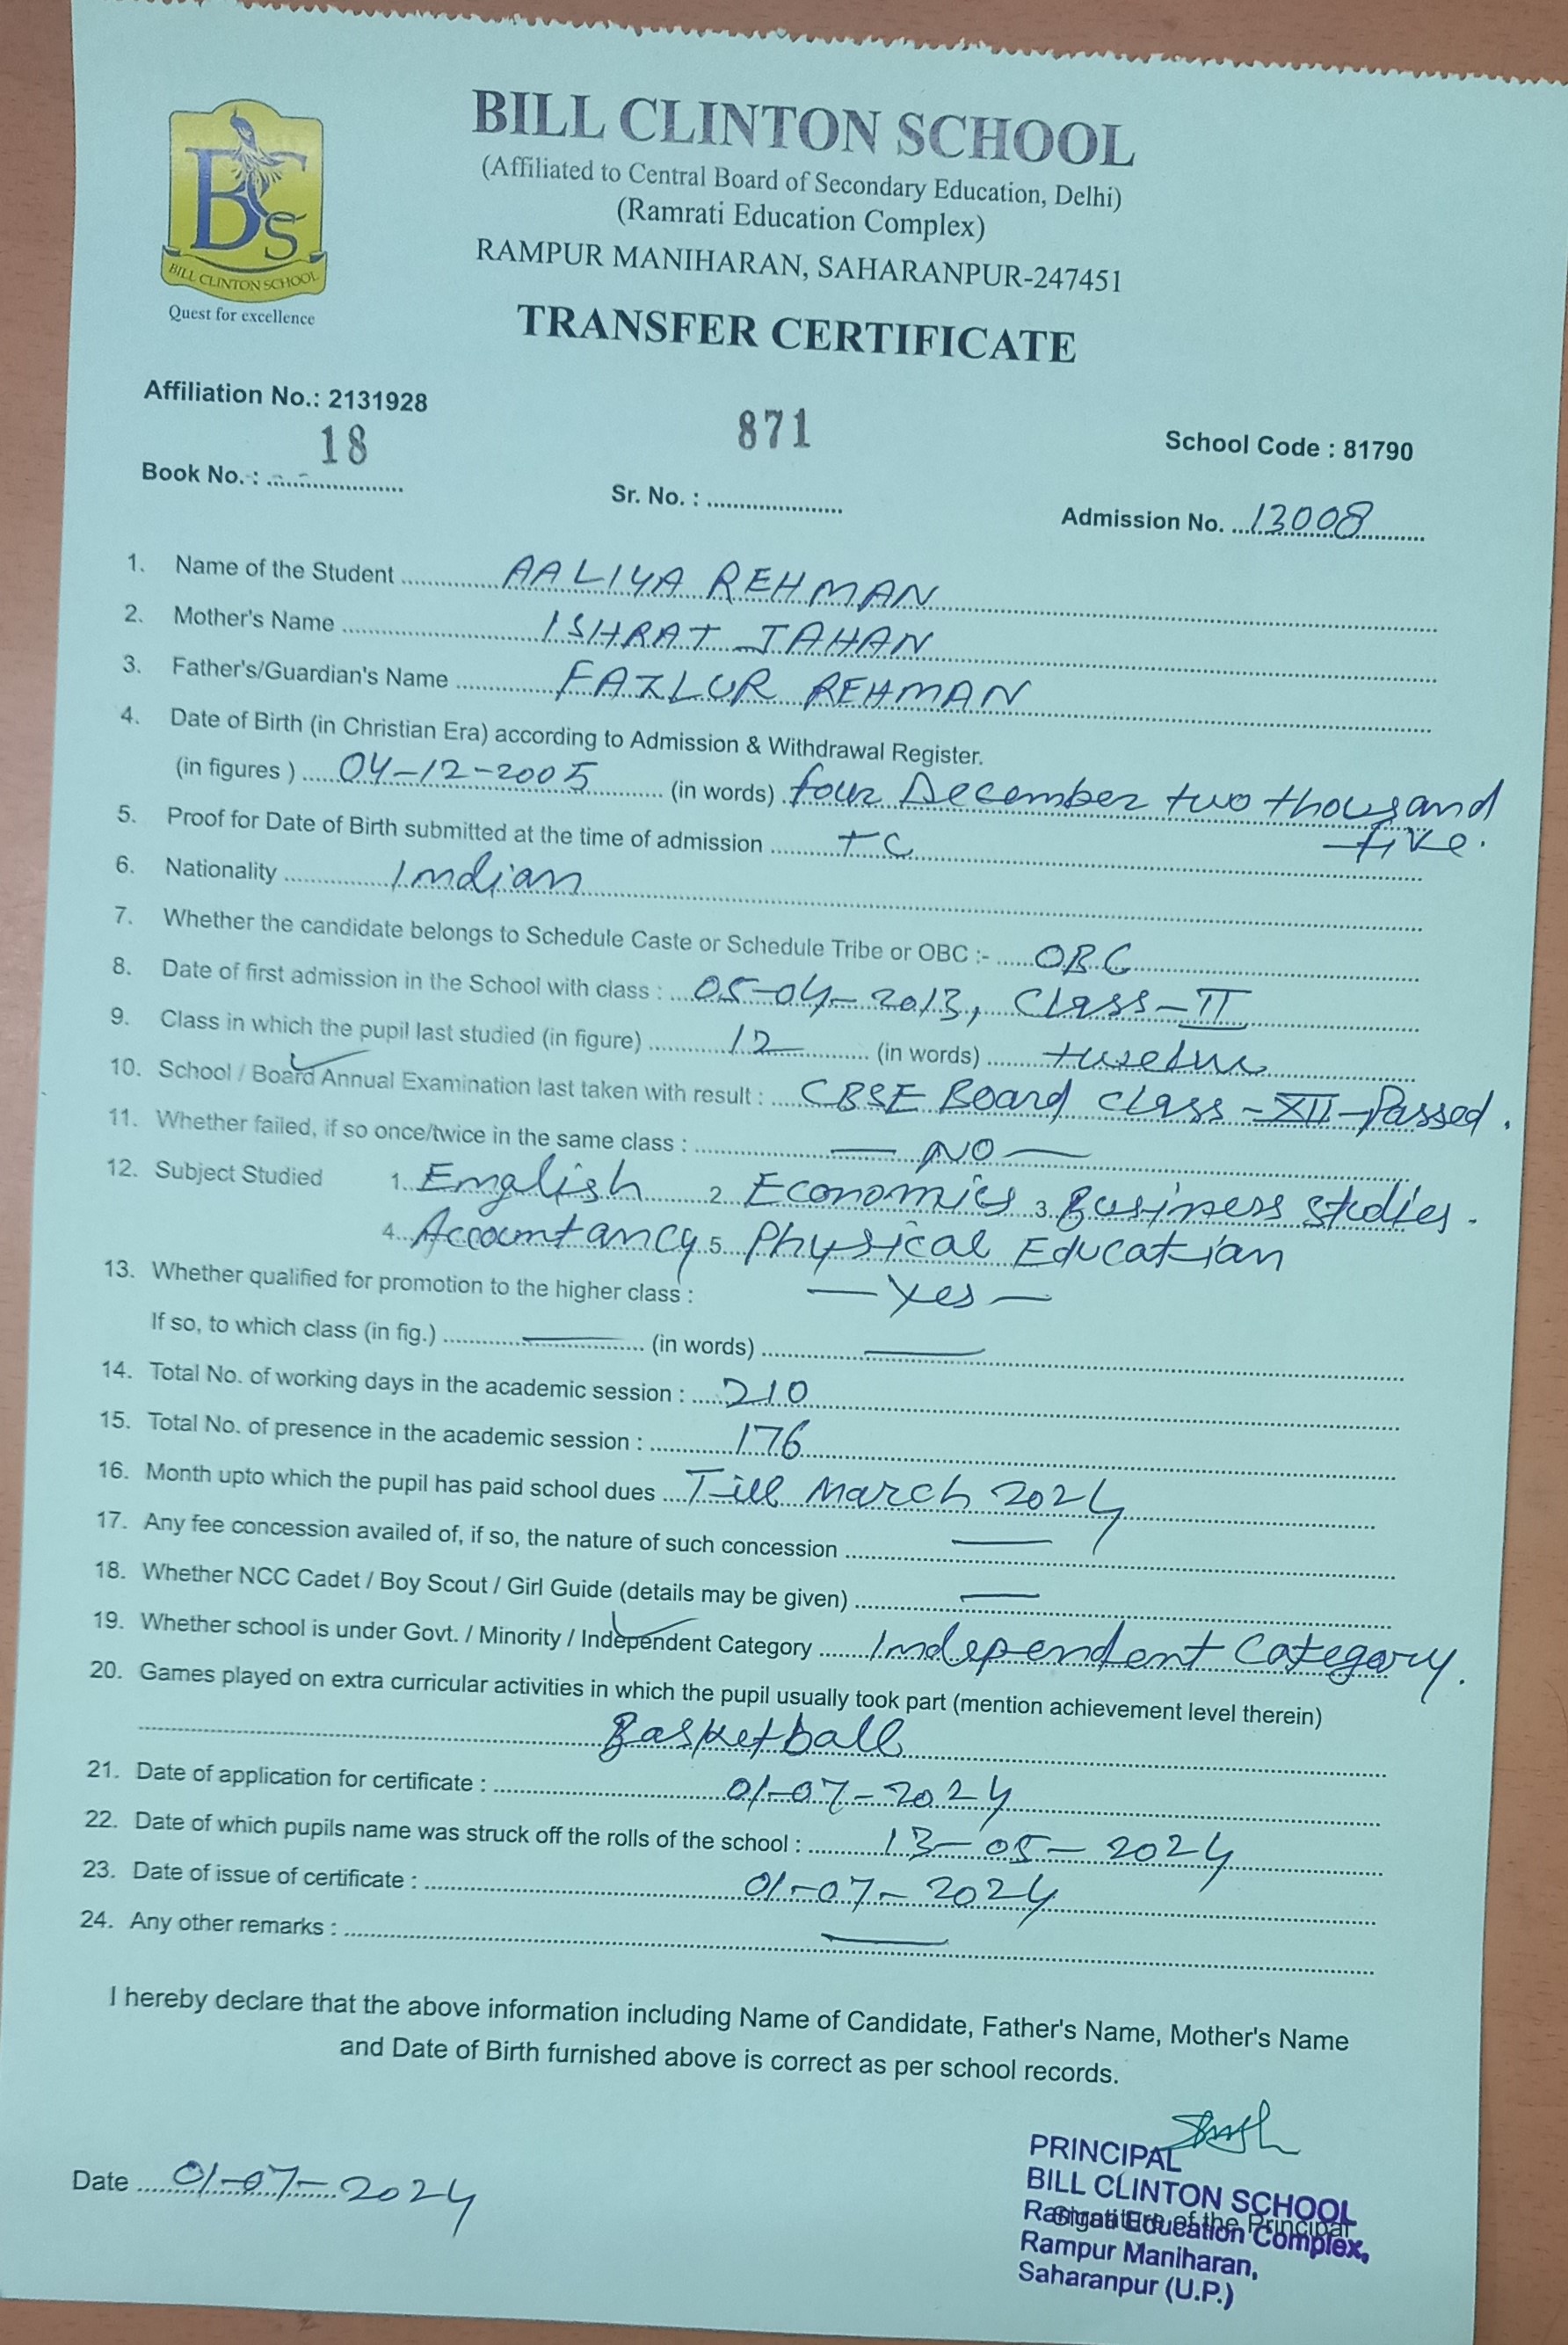 BILL CLINTON SCHOOL
(Affiliated to Central Board of Secondary Education, Delhi)
(Ramrati Education Complex)
RAMPUR MANIHARAN, SAHARANPUR-247451
BCS
BILL CLINTON SCHOOL
Quest for excellence
TRANSFER CERTIFICATE
Affiliation No.: 2131928
School Code : 81790
Book No. : 18 Sr. No. : 871 Admission No. 13008
1. Name of the Student AALIYA REHMAN
2. Mother's Name ISHRAT JAHAN
3. Father's/Guardian's Name FAZLUR REHMAN
4. Date of Birth (in Christian Era) according to Admission & Withdrawal Register.
(in figures ) 04-12-2005 (in words) four December two thousand
five.
5. Proof for Date of Birth submitted at the time of admission TC
6. Nationality Indian
7. Whether the candidate belongs to Schedule Caste or Schedule Tribe or OBC :- OBC
8. Date of first admission in the School with class : 05-04-2013, Class-II
9. Class in which the pupil last studied (in figure) 12 (in words)
10. School / Board Annual Examination last taken with result : CBSE Board class-XII-Passed.
11. Whether failed, if so once/twice in the same class : — NO —
12. Subject Studied 1. English 2. Economics 3. Business Studies.
4. Accountancy 5. Physical Education
13. Whether qualified for promotion to the higher class : — Yes —
If so, to which class (in fig.) — (in words) —
14. Total No. of working days in the academic session : 210
15. Total No. of presence in the academic session : 176
16. Month upto which the pupil has paid school dues Till March 2024
17. Any fee concession availed of, if so, the nature of such concession —
18. Whether NCC Cadet / Boy Scout / Girl Guide (details may be given) —
19. Whether school is under Govt. / Minority / Independent Category Independent Category.
20. Games played on extra curricular activities in which the pupil usually took part (mention achievement level therein)
Basketball
21. Date of application for certificate : 01-07-2024
22. Date of which pupils name was struck off the rolls of the school : 13-05-2024
23. Date of issue of certificate : 01-07-2024
24. Any other remarks : —
I hereby declare that the above information including Name of Candidate, Father's Name, Mother's Name
and Date of Birth furnished above is correct as per school records.
Date 01-07-2024
PRINCIPAL
BILL CLINTON SCHOOL
Signature of the Principal
Ramrati Education Complex,
Rampur Maniharan,
Saharanpur (U.P.)